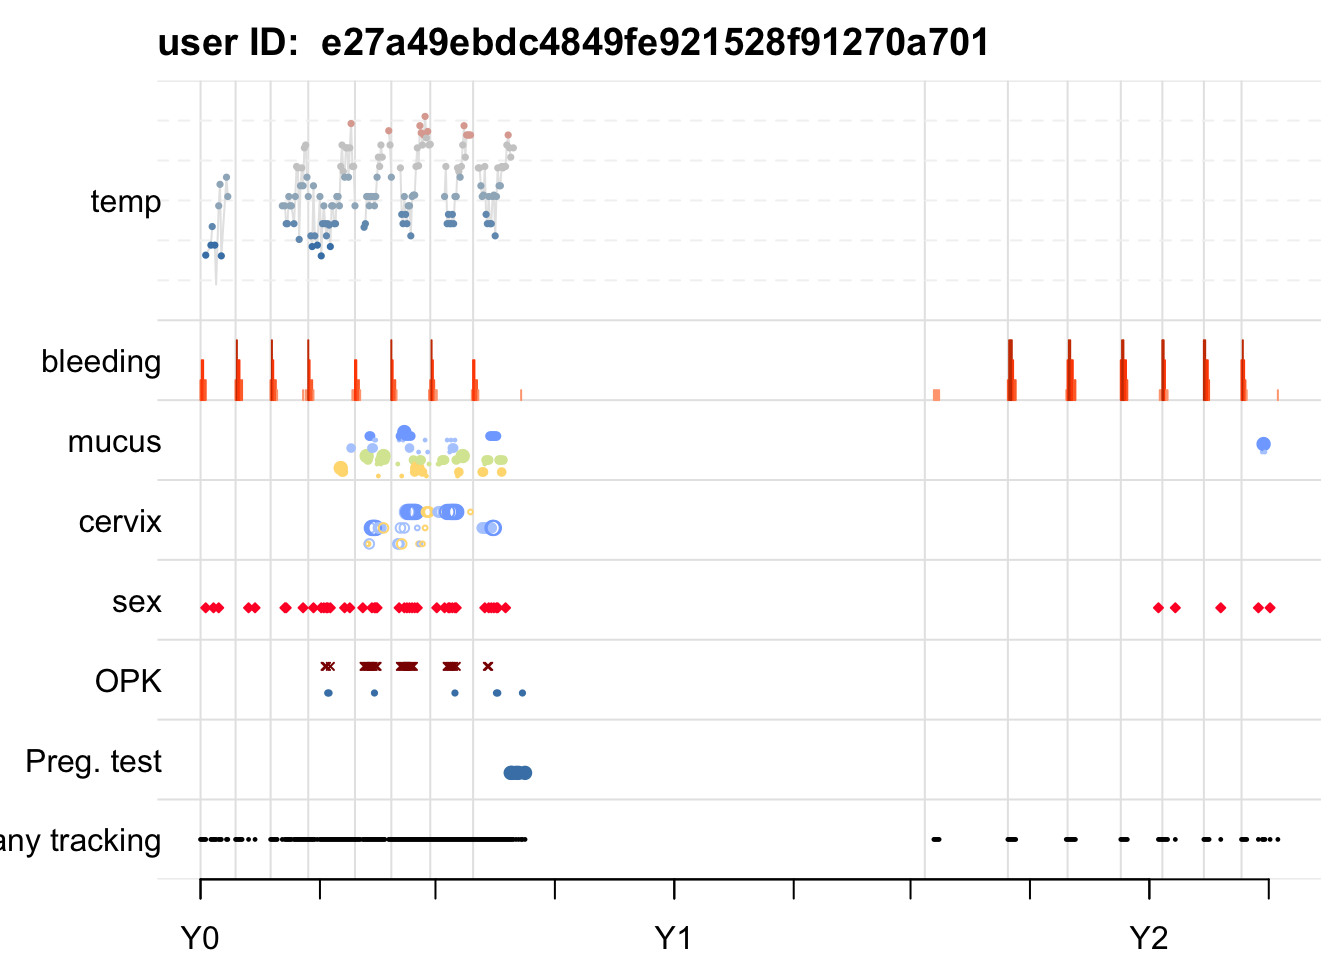 user ID:  e27a49ebdc4849fe921528f91270a701
temp
bleeding
mucus
cervix
sex
OPK
Preg. test
any tracking
Y0 Y1 Y2